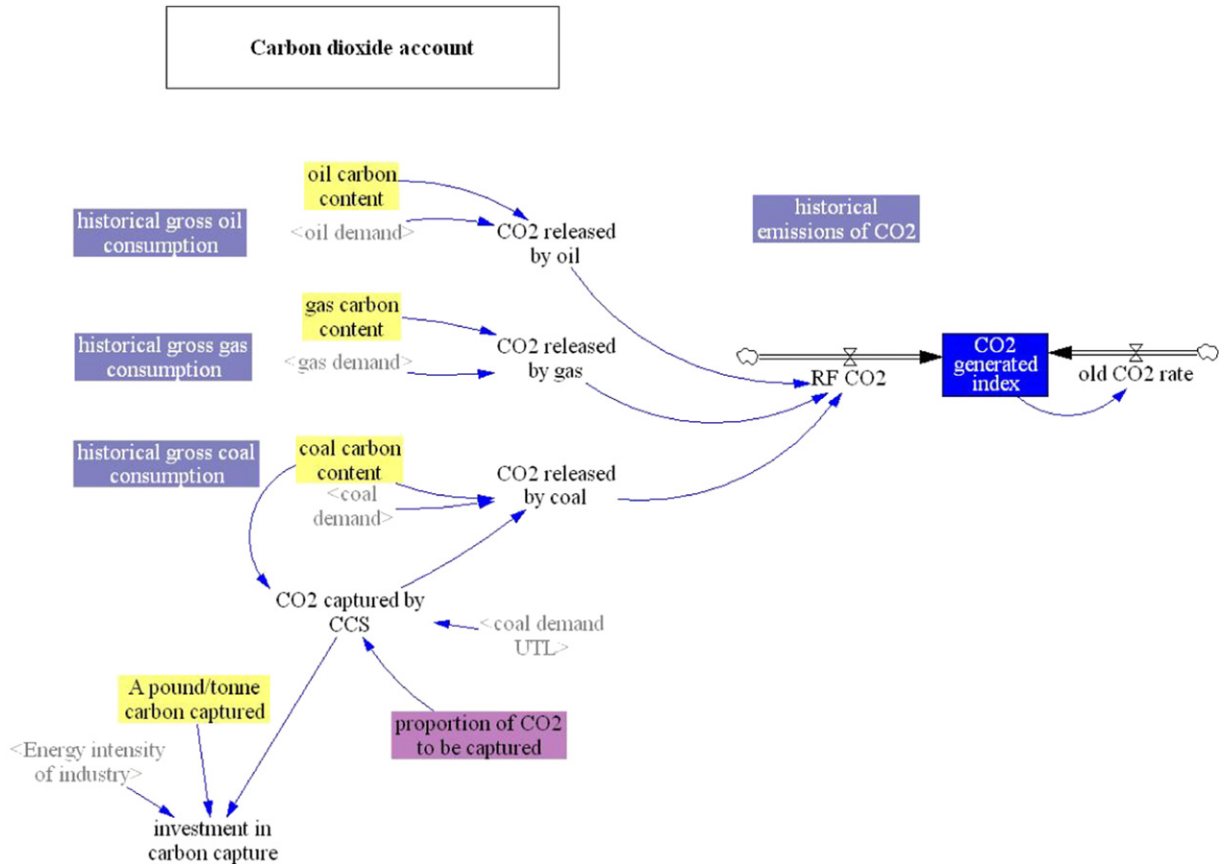 Carbon dioxide account
oil carbon
content
historical gross oil
consumption
<oil demand>
CO2 released
by oil
historical
emissions of CO2
gas carbon
content
historical gross gas
consumption
<gas demand>
CO2 released
by gas
RF CO2
CO2
generated
index
old CO2 rate
historical gross coal
consumption
coal carbon
content
<coal
demand>
CO2 released
by coal
CO2 captured by
CCS
<coal demand
UTL>
A pound/tonne
carbon captured
proportion of CO2
to be captured
<Energy intensity
of industry>
investment in
carbon capture